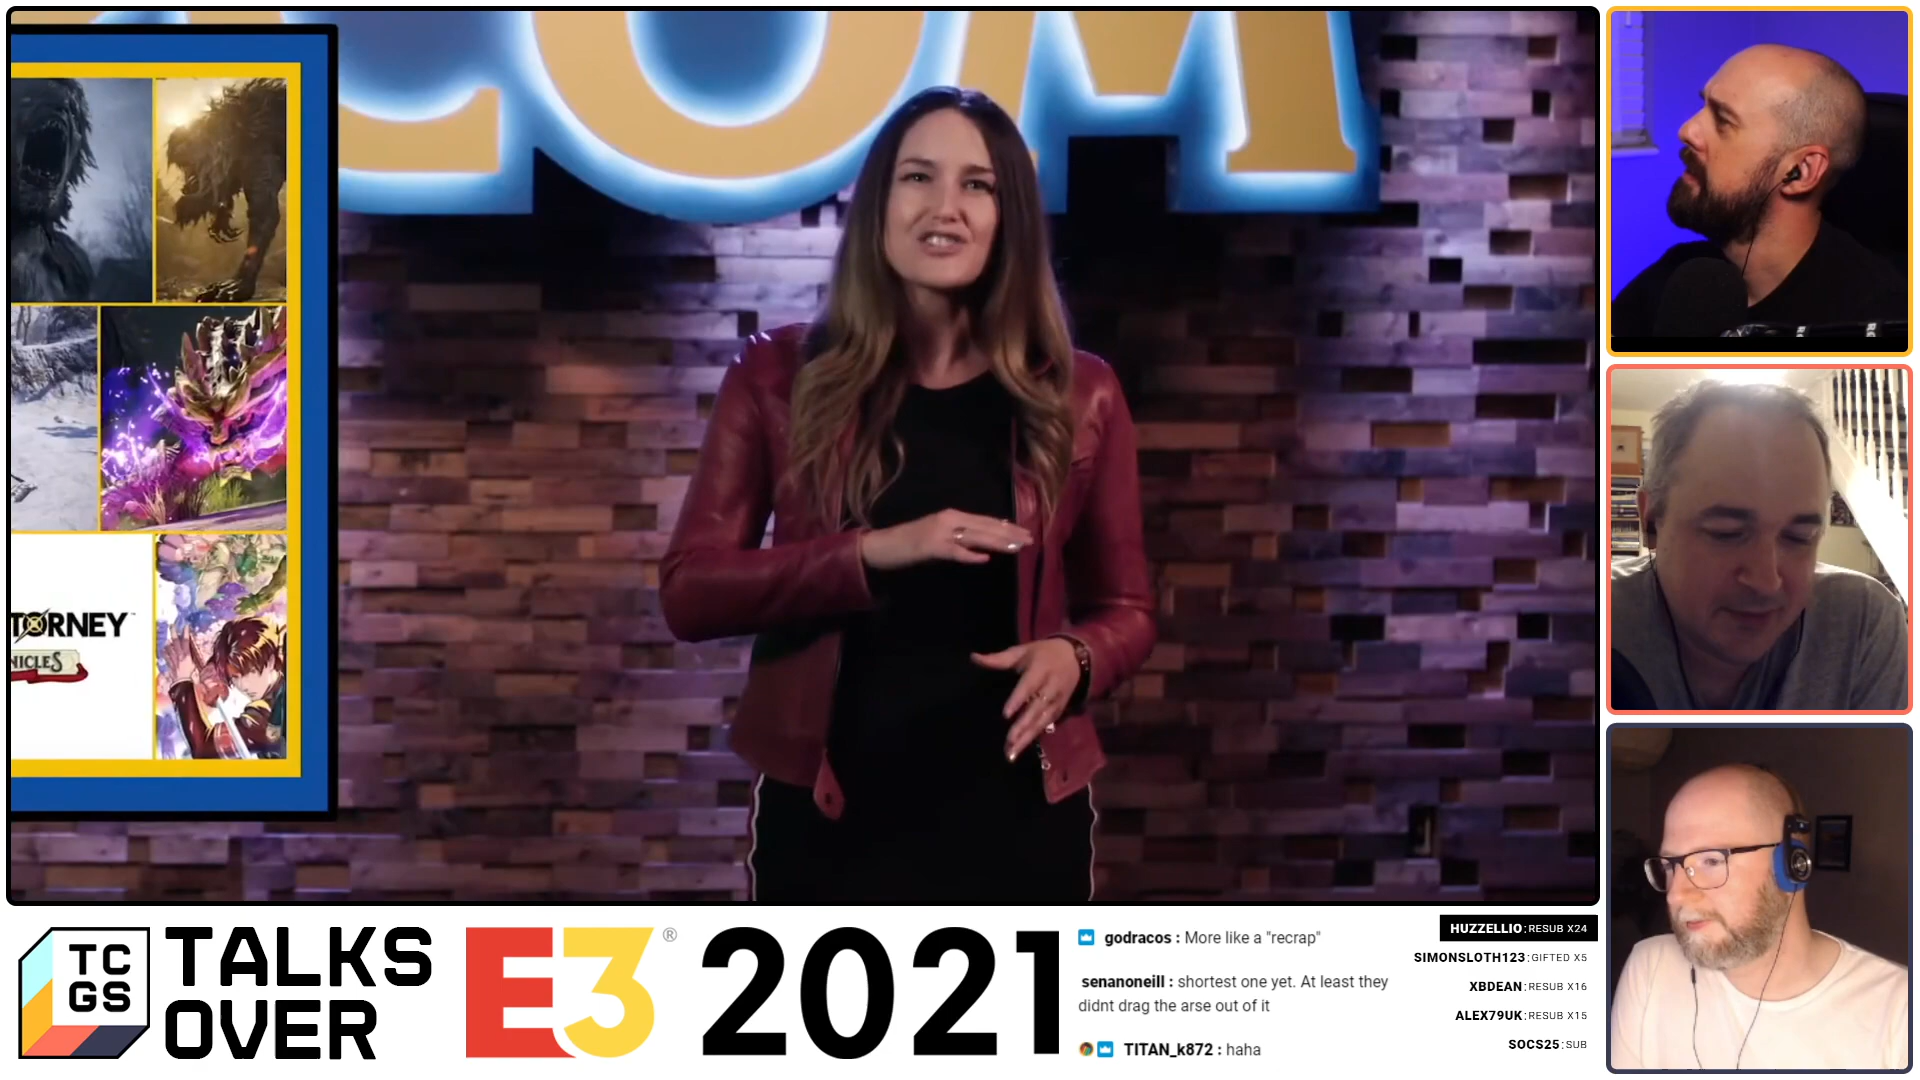 COM
TORNEY™
NICLES
TC
GS
TALKS
OVER
E3® 2021
godracos : More like a "recrap"
senanoneill : shortest one yet. At least they
didnt drag the arse out of it
TITAN_k872 : haha
HUZZELLIO: RESUB X24
SIMONSLOTH123: GIFTED X5
XBDEAN: RESUB X16
ALEX79UK: RESUB X15
SOCS25: SUB